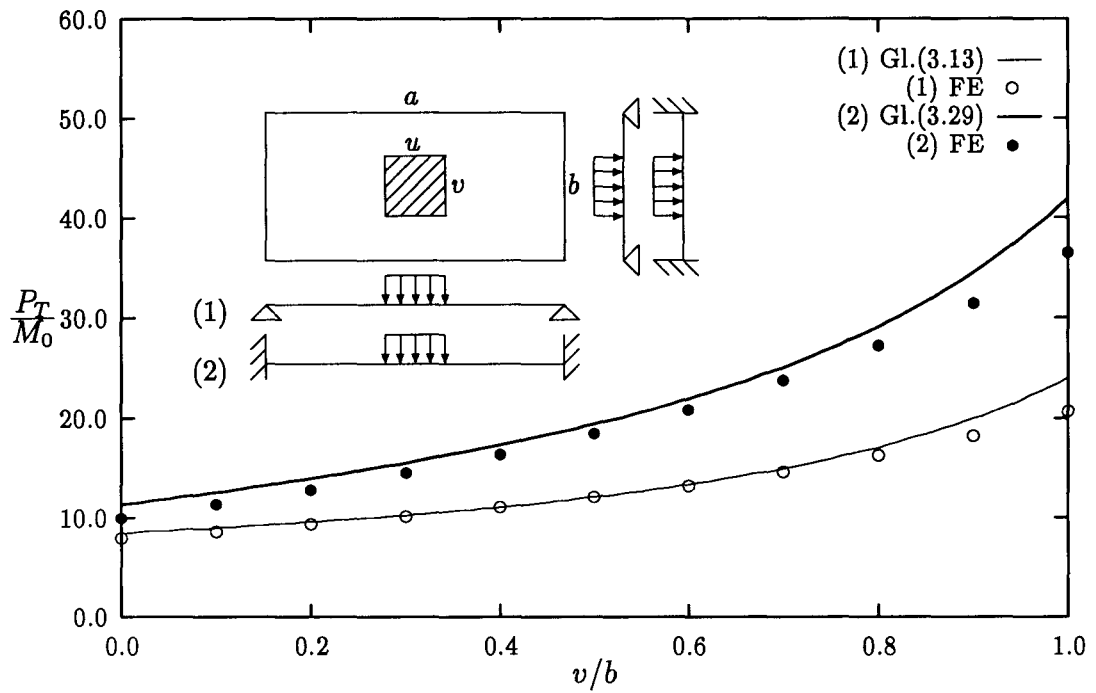 60.0
50.0
40.0
30.0
20.0
10.0
0.0
P_T
M_0
(1) Gl.(3.13)
(1) FE
(2) Gl.(3.29)
(2) FE
a
u
v
b
(1)
(2)
0.0 0.2 0.4 0.6 0.8 1.0
v/b